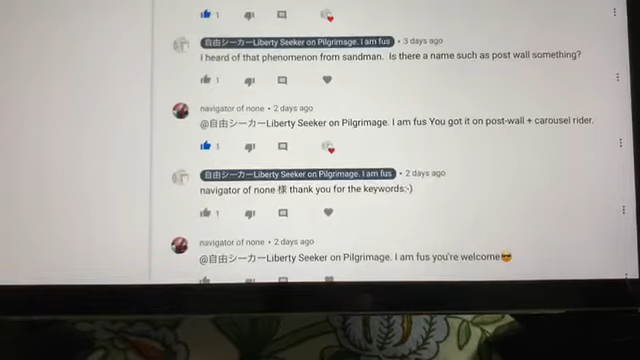 1
自由シーカーLiberty Seeker on Pilgrimage. I am fus • 3 days ago
I heard of that phenomenon from sandman. Is there a name such as post wall something?
1
navigator of none • 2 days ago
@自由シーカーLiberty Seeker on Pilgrimage. I am fus You got it on post-wall + carousel rider.
1
自由シーカーLiberty Seeker on Pilgrimage. I am fus • 2 days ago
navigator of none 様 thank you for the keywords:-)
1
navigator of none • 2 days ago
@自由シーカーLiberty Seeker on Pilgrimage. I am fus you're welcome😎